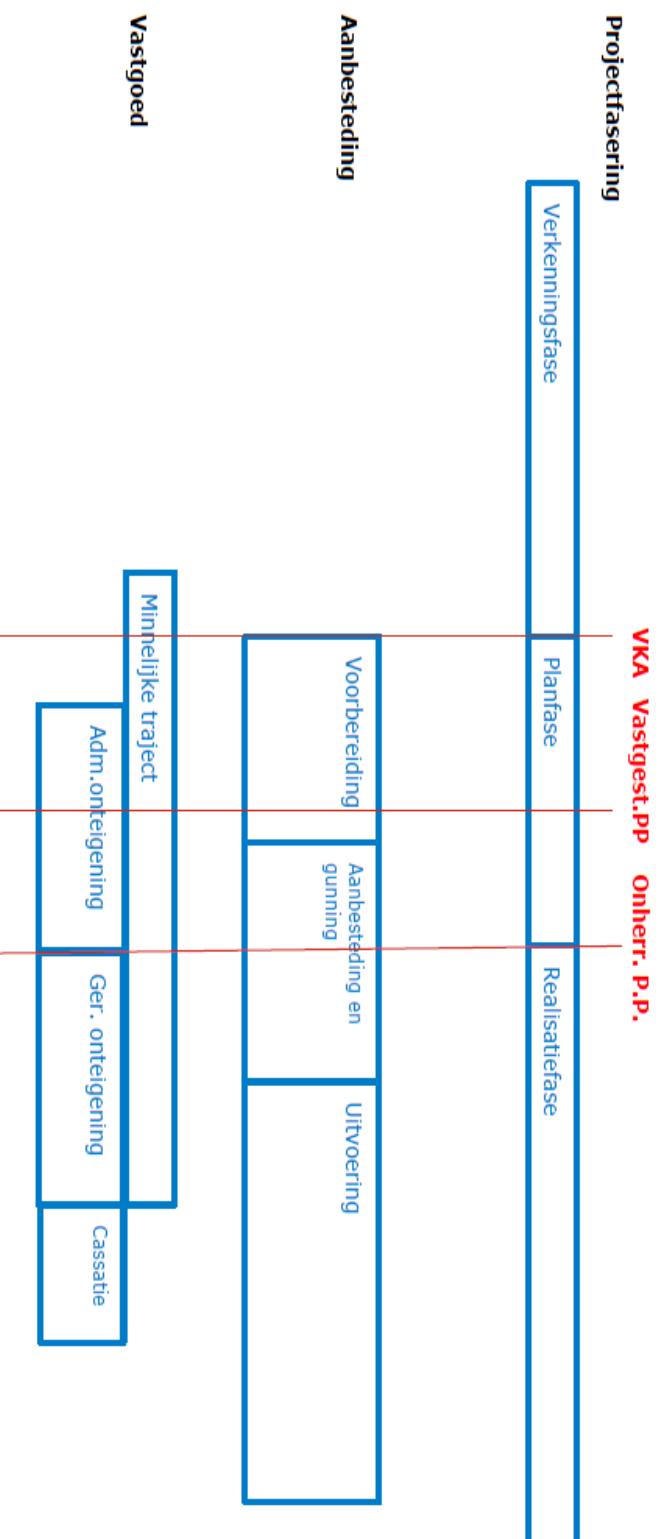 VKA Vastgest.PP Onherr. P.P.
Projectfasering
Verkenningsfase
Planfase
Realisatiefase
Aanbesteding
Voorbereiding
Aanbesteding en
gunning
Uitvoering
Vastgoed
Minnelijke traject
Adm.onteigening
Ger. onteigening
Cassatie